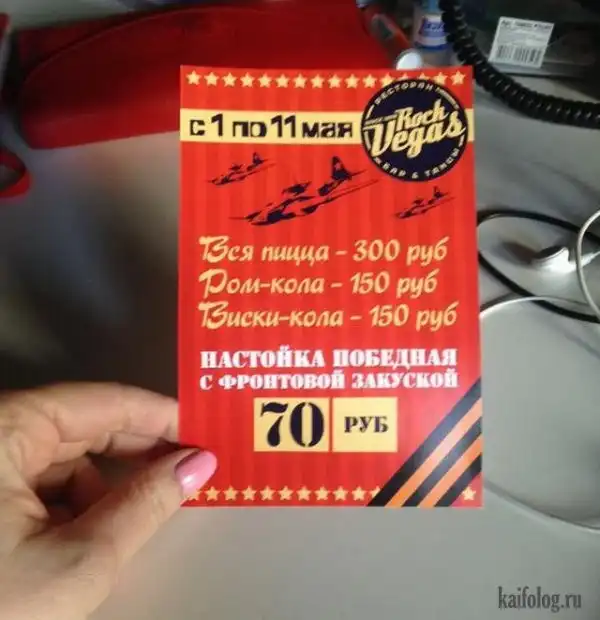 с 1 по 11 мая
РЕСТОРАН
Rock
Vegas
БАР & ТАНЦЫ
Вся пицца - 300 руб
Ром-кола - 150 руб
Виски-кола - 150 руб
НАСТОЙКА ПОБЕДНАЯ
С ФРОНТОВОЙ ЗАКУСКОЙ
70 РУБ
kaifolog.ru